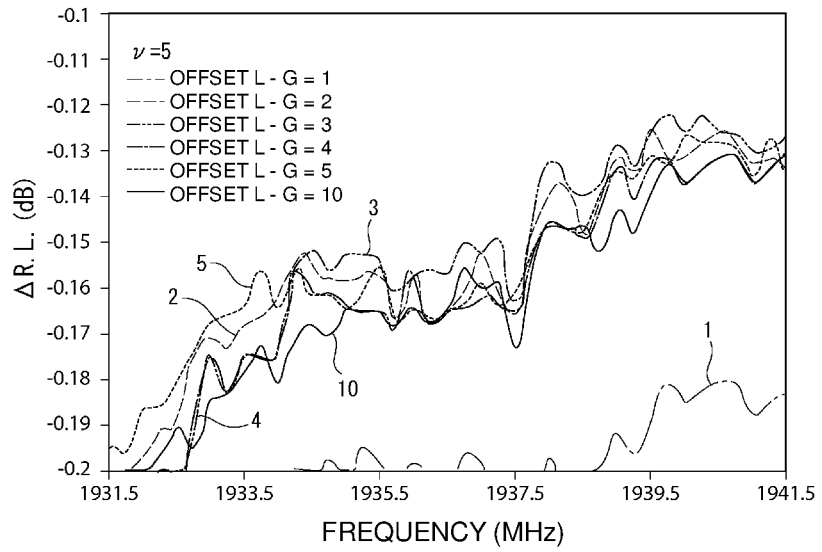 -0.1
-0.11
-0.12
-0.13
-0.14
-0.15
-0.16
-0.17
-0.18
-0.19
-0.2
Δ R. L. (dB)
ν =5
OFFSET L - G = 1
OFFSET L - G = 2
OFFSET L - G = 3
OFFSET L - G = 4
OFFSET L - G = 5
OFFSET L - G = 10
3
5
2
10
4
1
1931.5 1933.5 1935.5 1937.5 1939.5 1941.5
FREQUENCY (MHz)